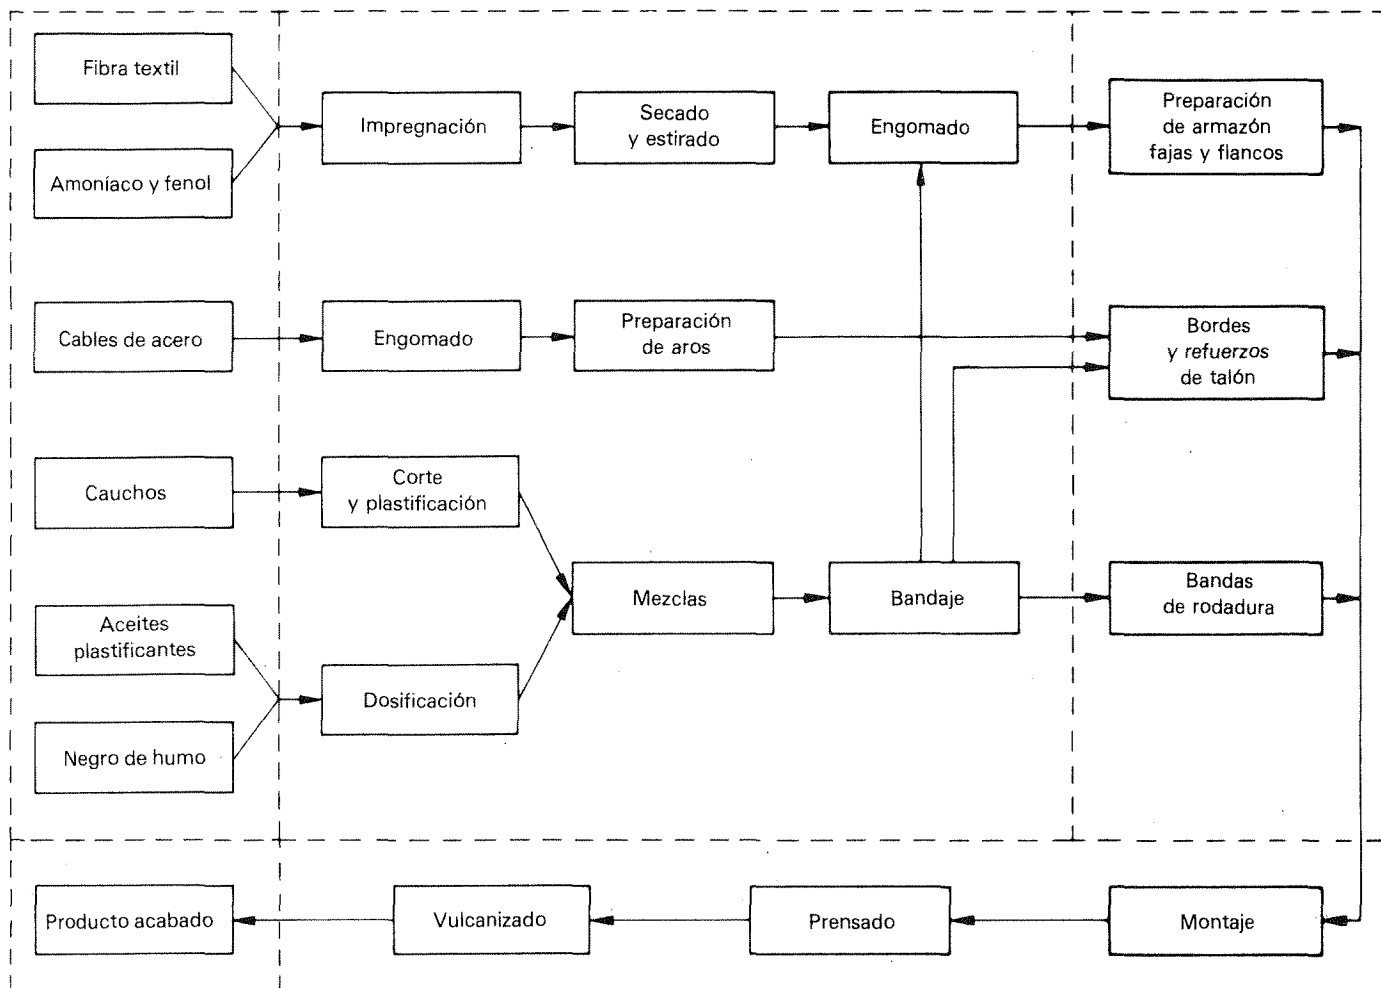 Fibra textil
Amoníaco y fenol
Impregnación
Secado
y estirado
Engomado
Preparación
de armazón
fajas y flancos
Cables de acero
Engomado
Preparación
de aros
Bordes
y refuerzos
de talón
Cauchos
Corte
y plastificación
Mezclas
Bandaje
Bandas
de rodadura
Aceites
plastificantes
Dosificación
Negro de humo
Producto acabado
Vulcanizado
Prensado
Montaje